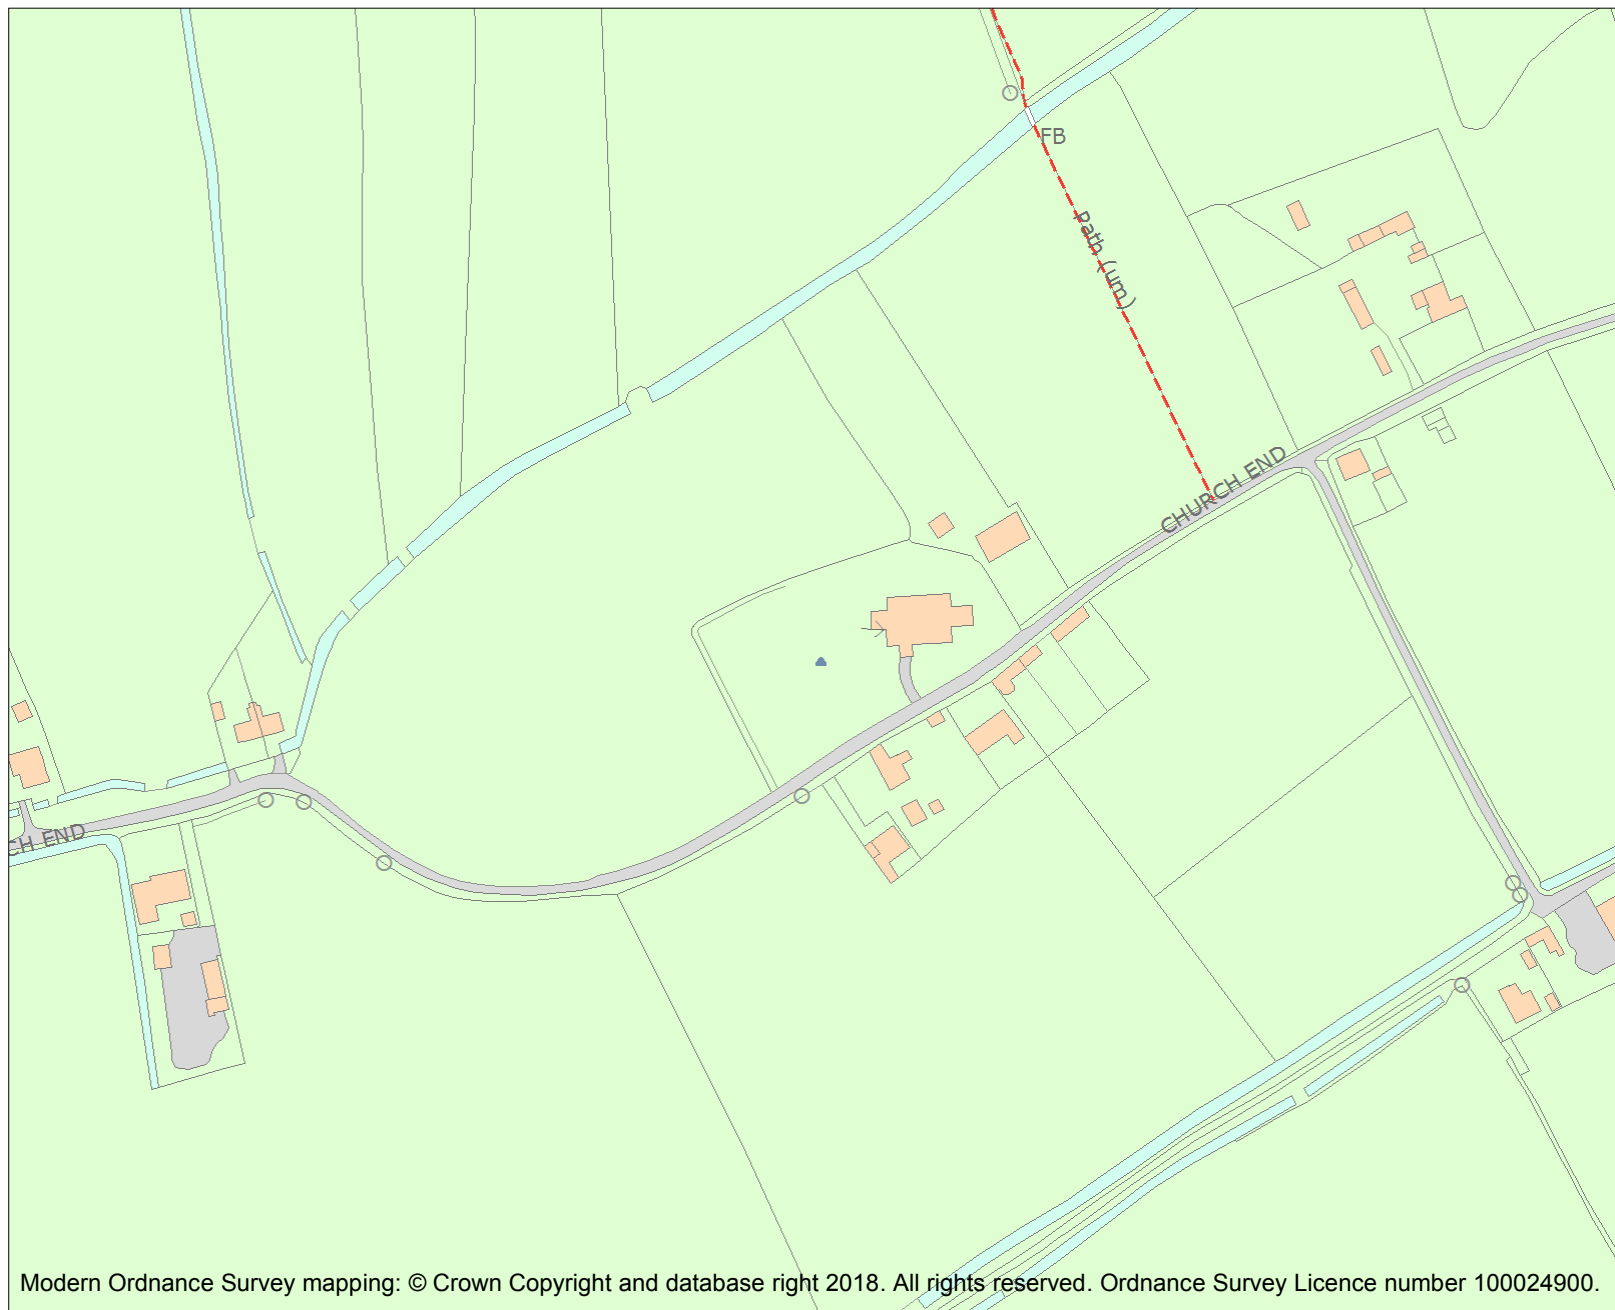 FB
Path (um)
CHURCH END
CH END
Modern Ordnance Survey mapping: © Crown Copyright and database right 2018. All rights reserved. Ordnance Survey Licence number 100024900.